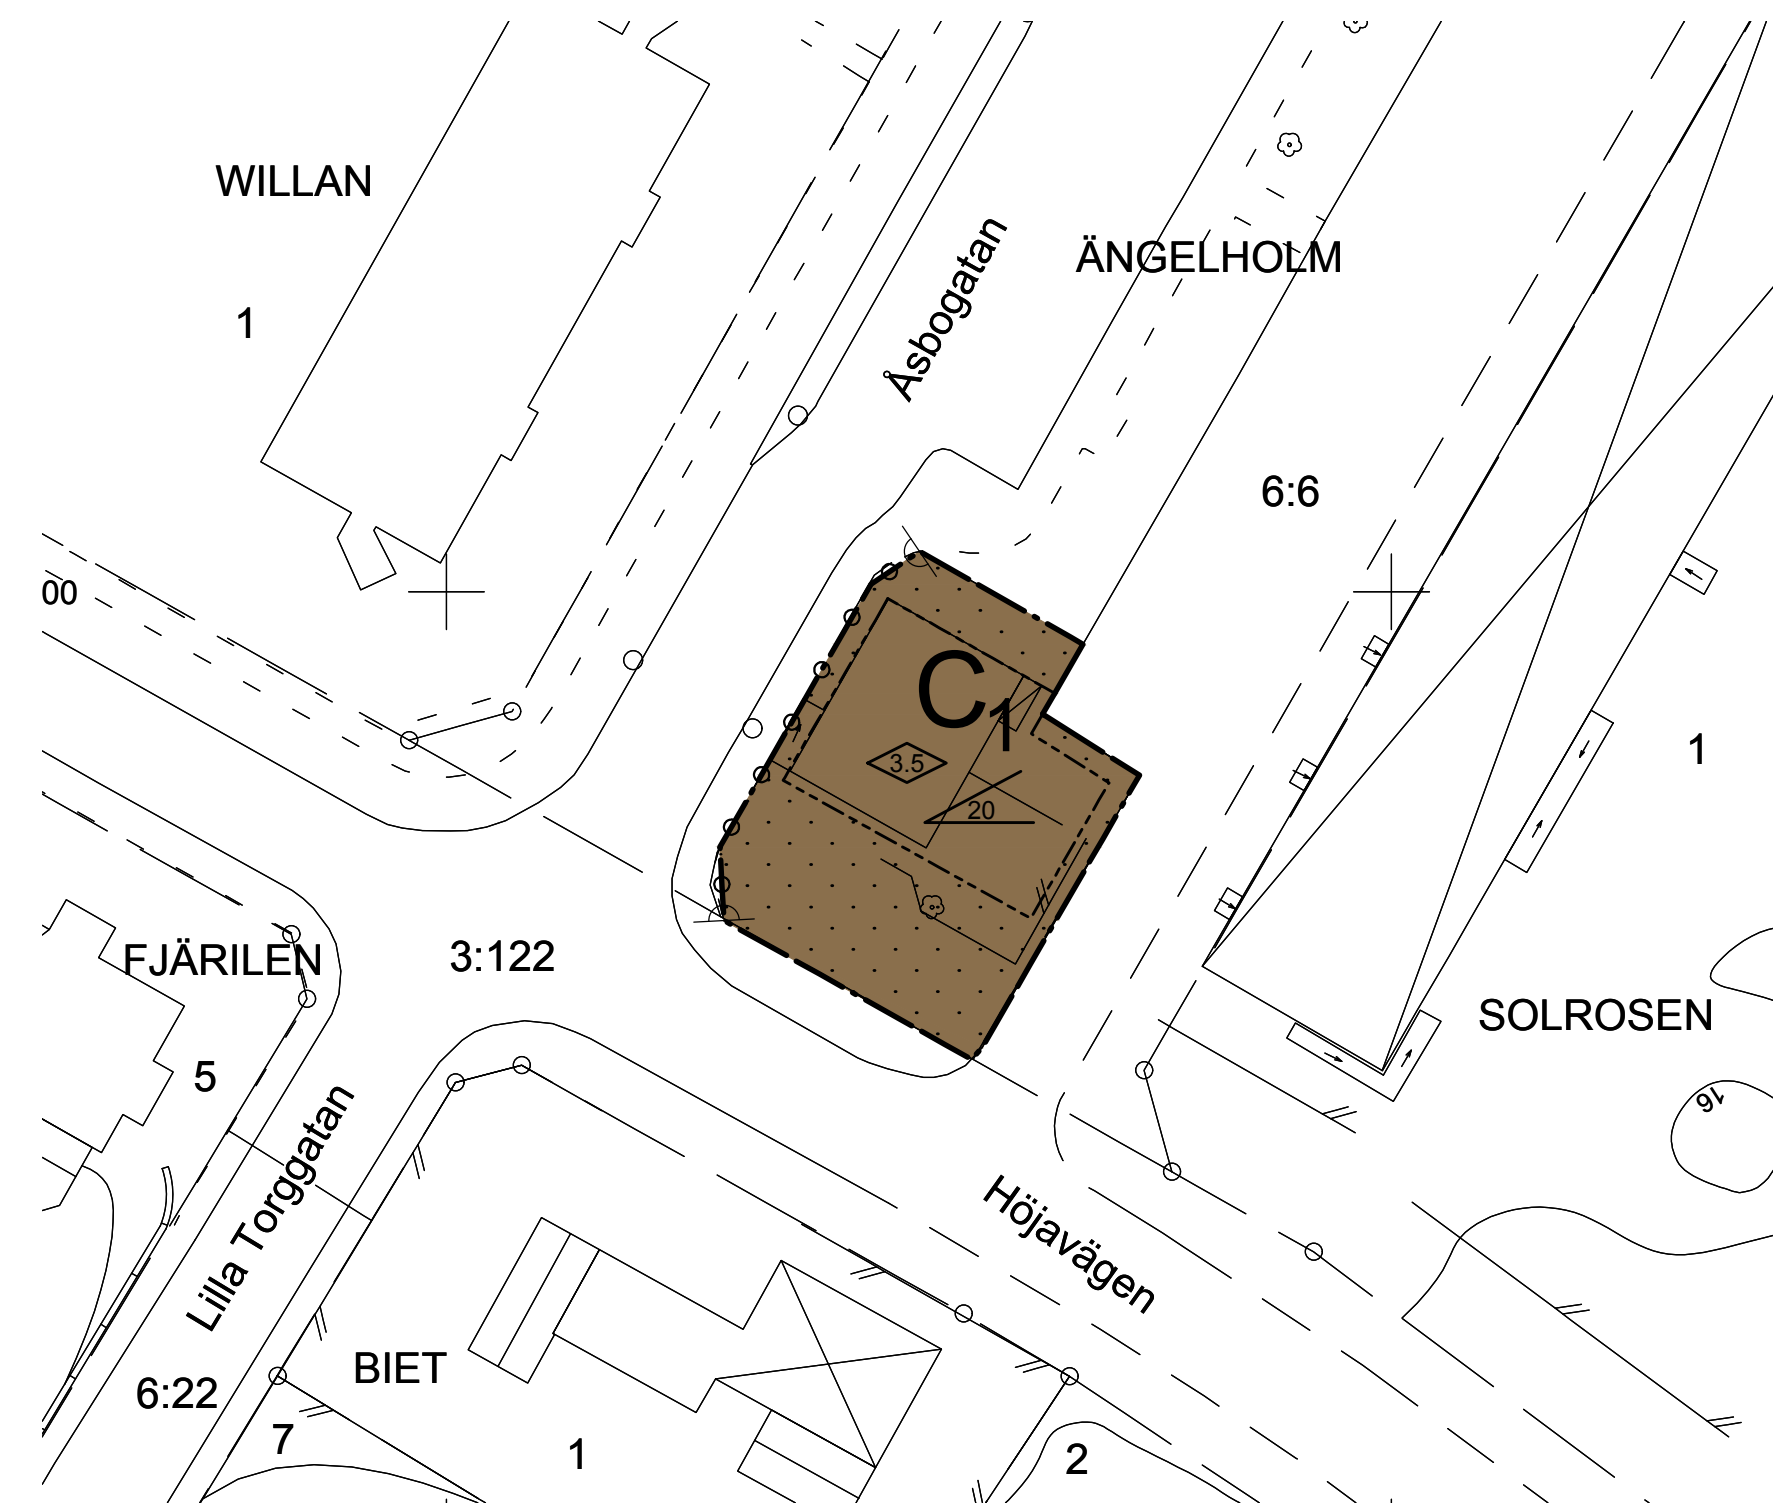 WILLAN
ÄNGELHOLM
Åsbogatan
1
6:6
00
C1
3.5
20
1
FJÄRILEN
3:122
SOLROSEN
5
16
Lilla Torggatan
Höjavägen
BIET
6:22
7
1
2